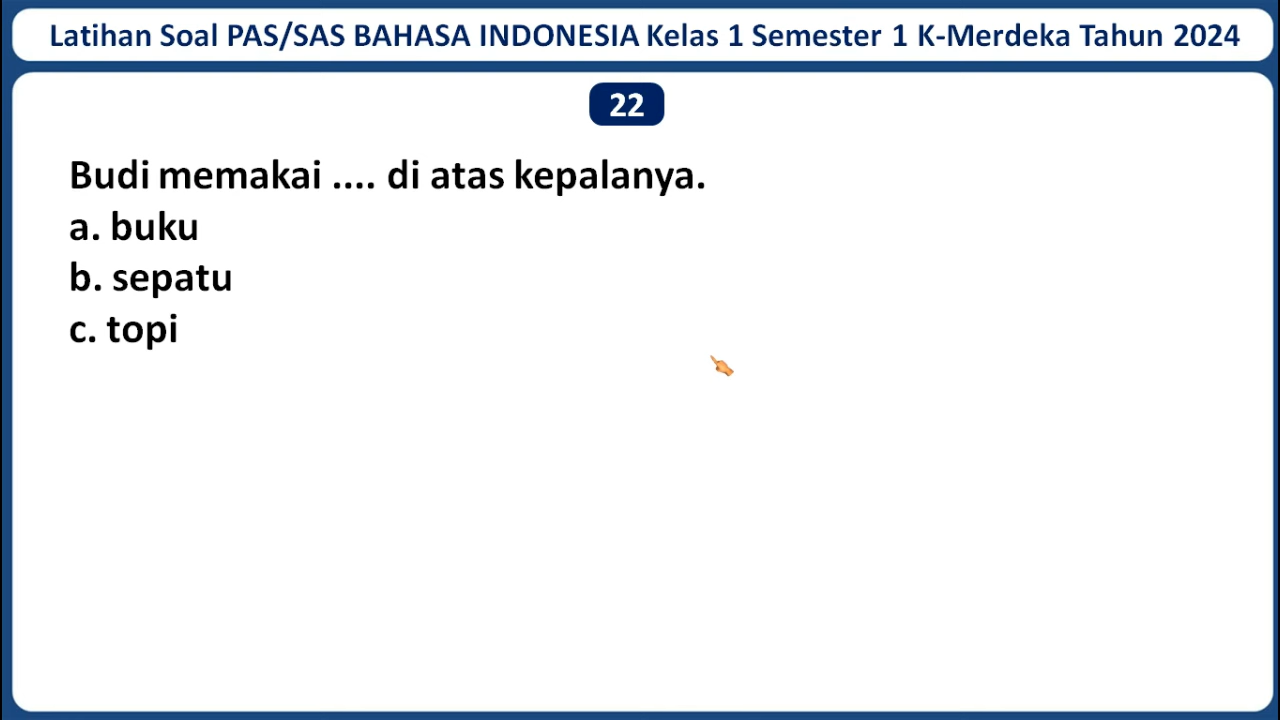 Latihan Soal PAS/SAS BAHASA INDONESIA Kelas 1 Semester 1 K-Merdeka Tahun 2024
22
Budi memakai .... di atas kepalanya.
a. buku
b. sepatu
c. topi